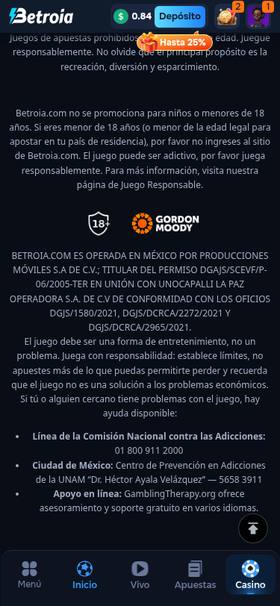 Betroia
$ 0.84
Depósito
2
1
Juegos de apuestas prohibidos edad. Juegue
Hasta 25%
responsablemente. No olvide que el principal propósito es la
recreación, diversión y esparcimiento.
Betroia.com no se promociona para niños o menores de 18
años. Si eres menor de 18 años (o menor de la edad legal para
apostar en tu país de residencia), por favor no ingreses al sitio
de Betroia.com. El juego puede ser adictivo, por favor juega
responsablemente. Para más información, visita nuestra
página de Juego Responsable.
18+
GORDON
MOODY
BETROIA.COM ES OPERADA EN MÉXICO POR PRODUCCIONES
MÓVILES S.A DE C.V.; TITULAR DEL PERMISO DGAJS/SCEVF/P-
06/2005-TER EN UNIÓN CON UNOCAPALLI LA PAZ
OPERADORA S.A. DE C.V DE CONFORMIDAD CON LOS OFICIOS
DGJS/1580/2021, DGJS/DCRCA/2272/2021 Y
DGJS/DCRCA/2965/2021.
El juego debe ser una forma de entretenimiento, no un
problema. Juega con responsabilidad: establece límites, no
apuestes más de lo que puedas permitirte perder y recuerda
que el juego no es una solución a los problemas económicos.
Si tú o alguien cercano tiene problemas con el juego, hay
ayuda disponible:
• Línea de la Comisión Nacional contra las Adicciones:
01 800 911 2000
• Ciudad de México: Centro de Prevención en Adicciones
de la UNAM “Dr. Héctor Ayala Velázquez” — 5658 3911
• Apoyo en línea: GamblingTherapy.org ofrece
asesoramiento y soporte gratuito en varios idiomas.
Menú
Inicio
Vivo
Apuestas
Casino